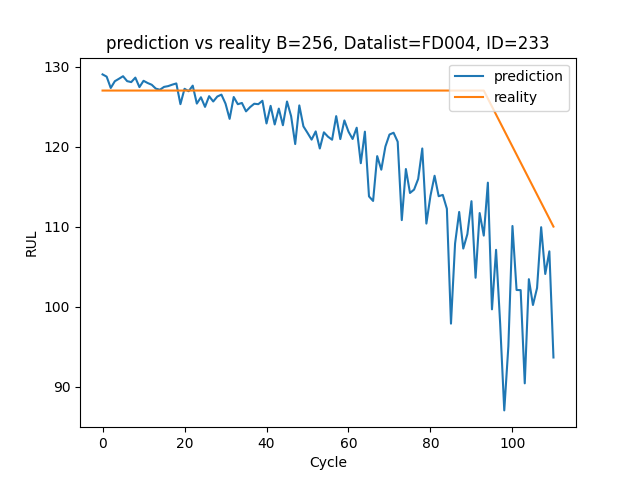 prediction vs reality B=256, Datalist=FD004, ID=233
prediction
reality
130
120
110
100
90
RUL
0 20 40 60 80 100
Cycle